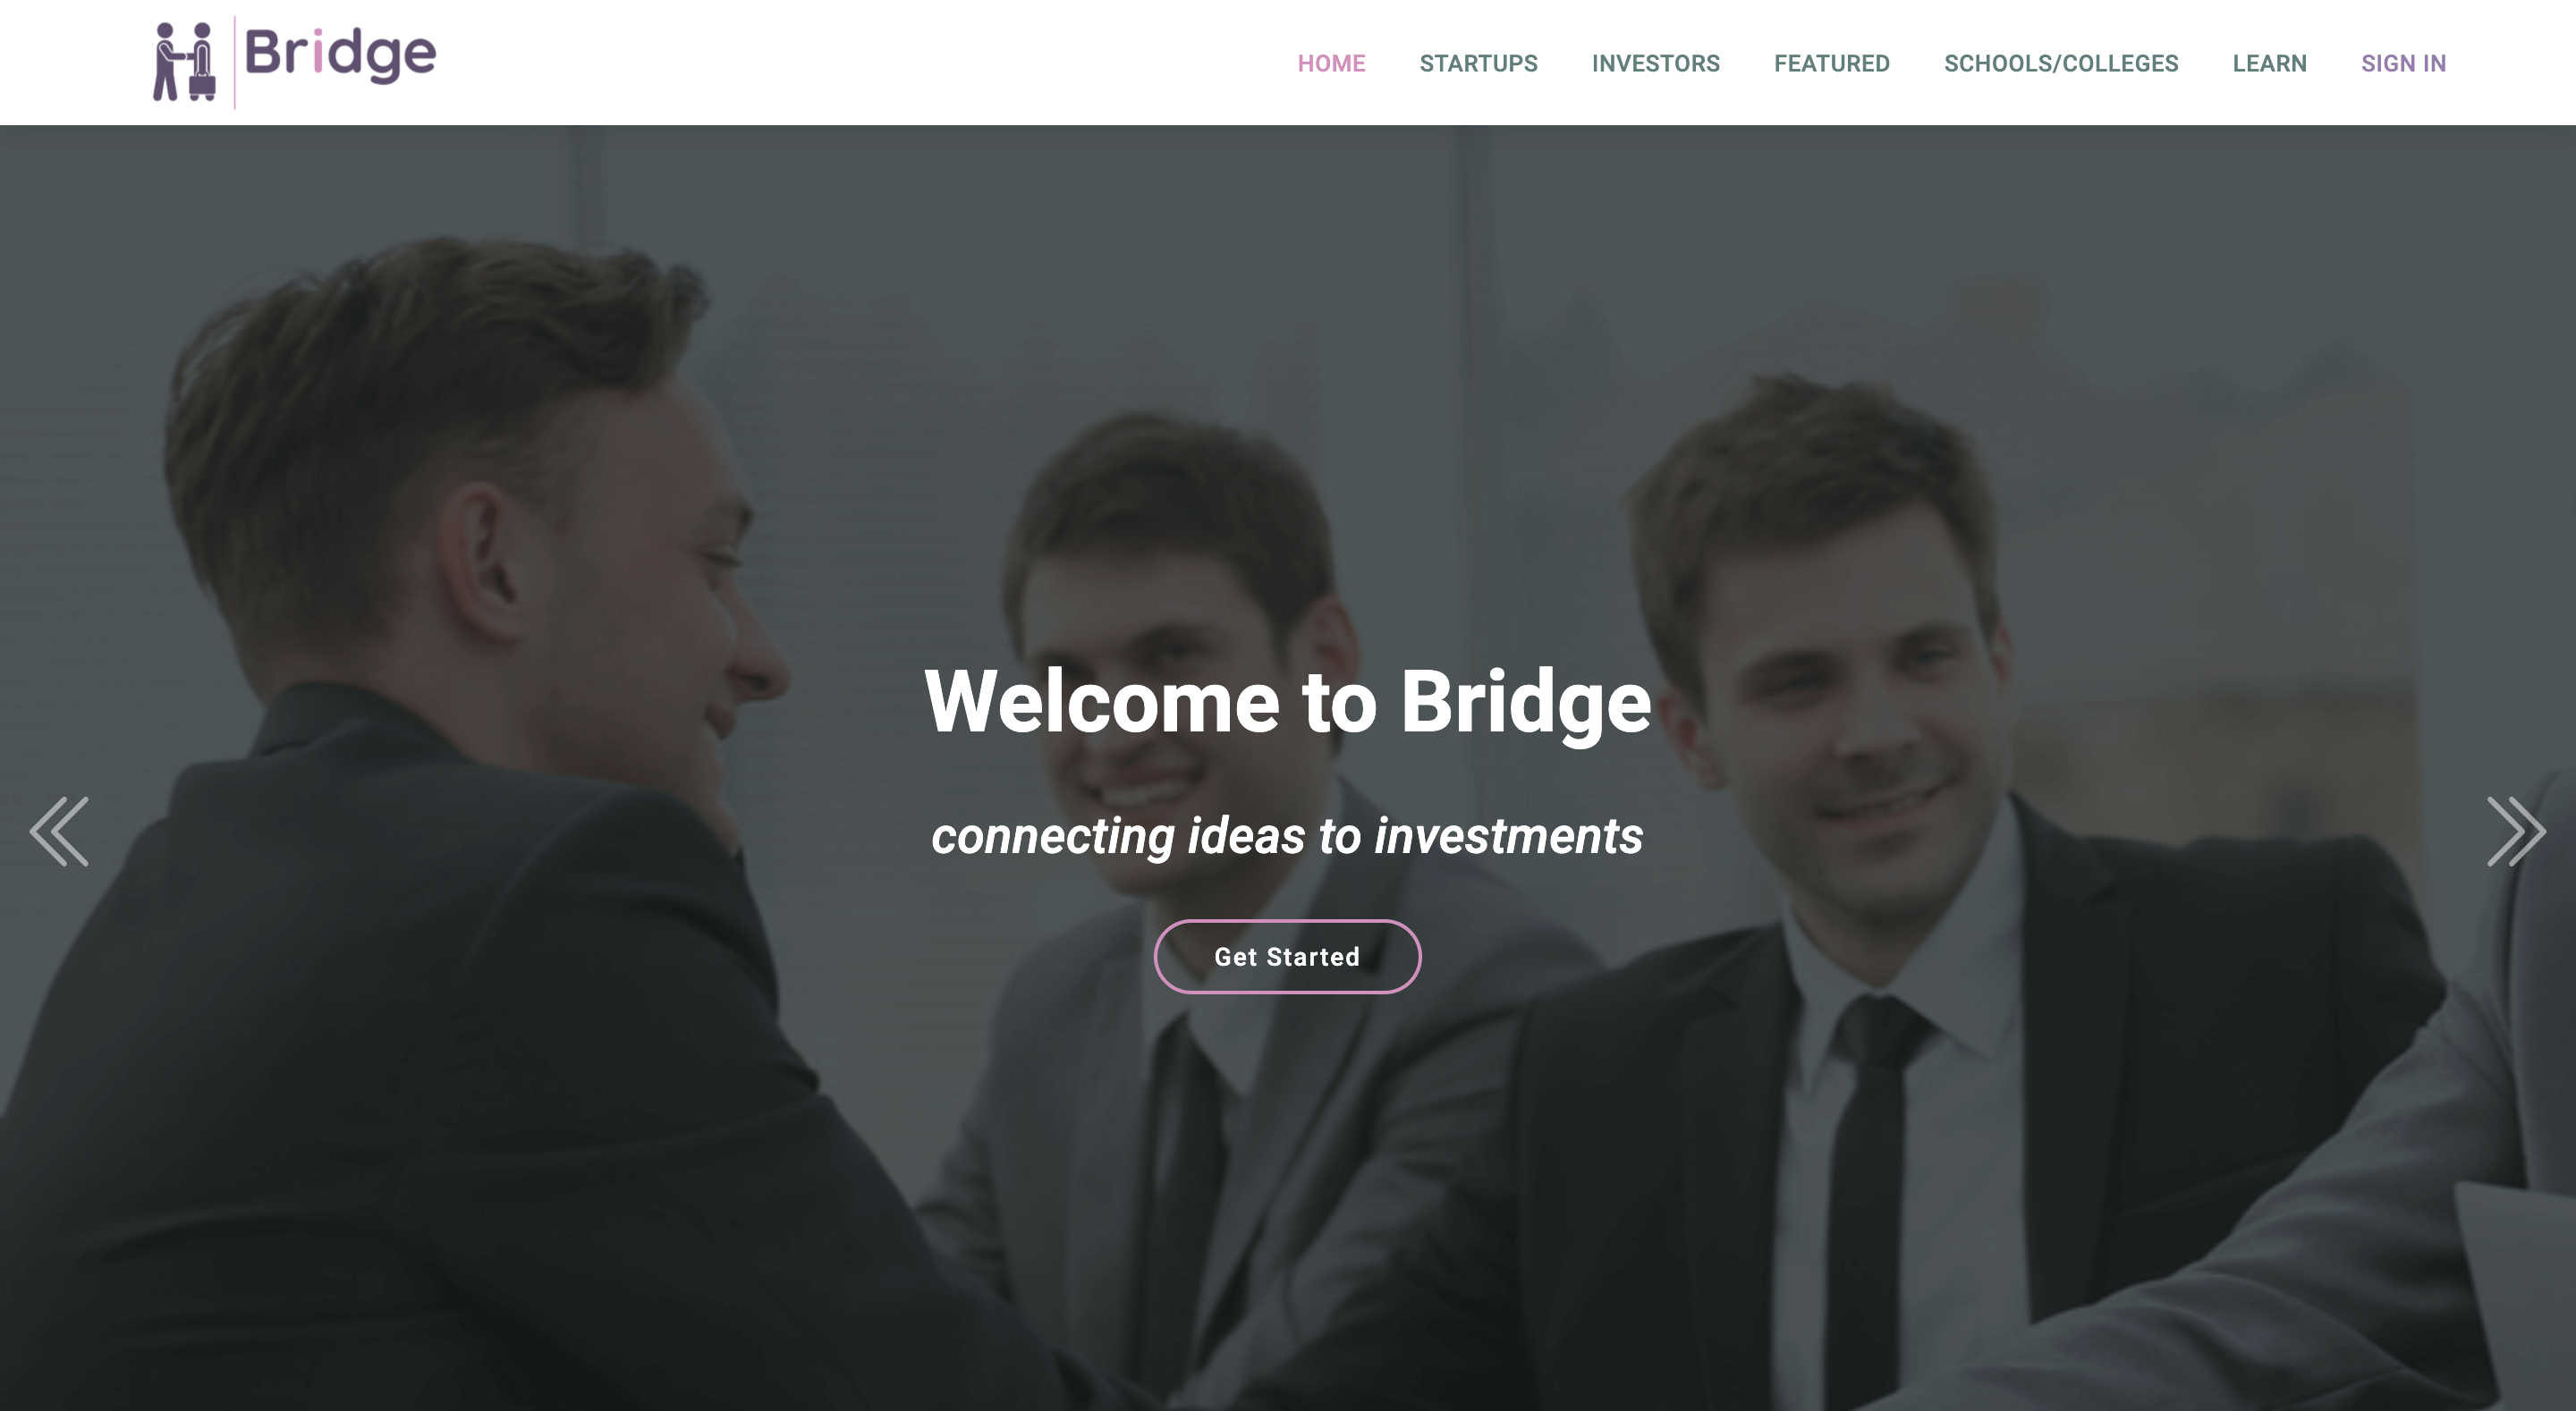 Bridge
HOME STARTUPS INVESTORS FEATURED SCHOOLS/COLLEGES LEARN SIGN IN
Welcome to Bridge
connecting ideas to investments
Get Started